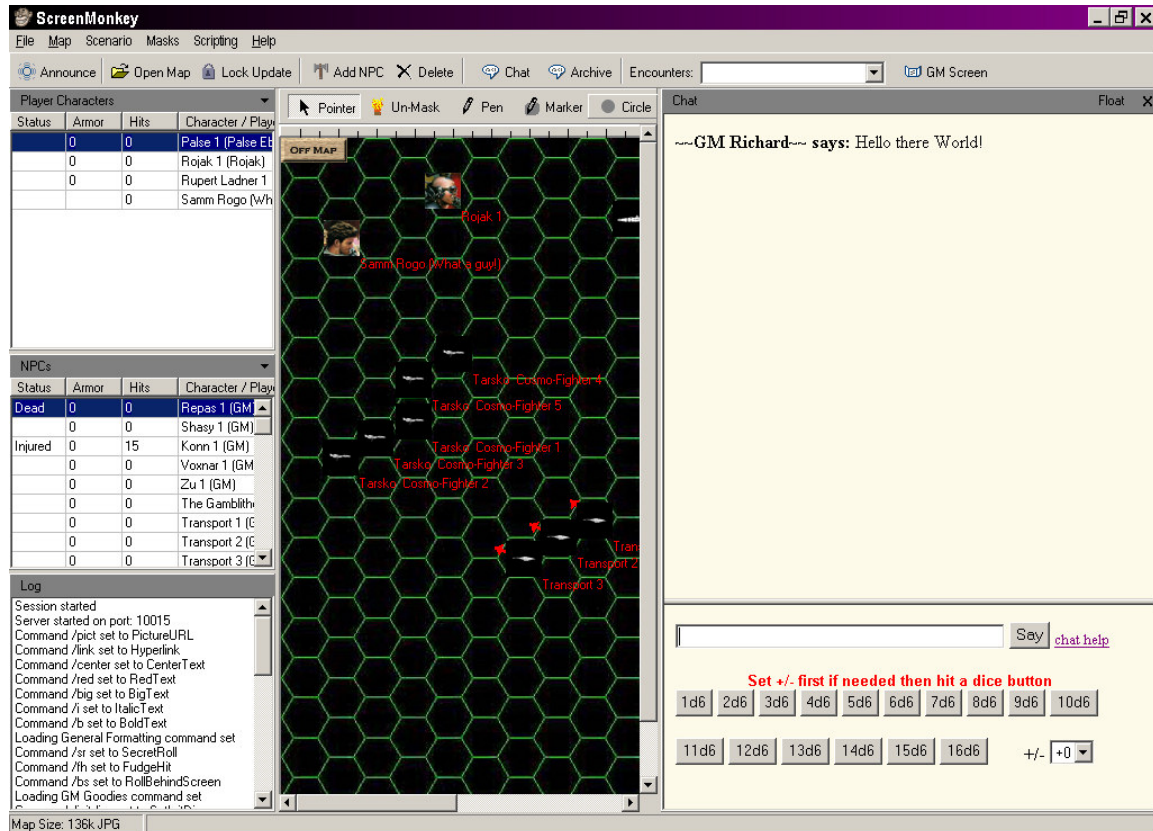 ScreenMonkey
File Map Scenario Masks Scripting Help
Announce Open Map Lock Update Add NPC Delete Chat Archive Encounters: GM Screen
Player Characters
Status Armor Hits Character / Playe
0 0 Palse 1 (Palse Eb
0 0 Rojak 1 (Rojak)
0 0 Rupert Ladner 1
0 Samm Rogo (Wh
NPCs
Status Armor Hits Character / Playe
Dead 0 0 Repas 1 (GM)
0 0 Shasy 1 (GM)
Injured 0 15 Konn 1 (GM)
0 0 Voxnar 1 (GM
0 0 Zu 1 (GM)
0 0 The Gamblithe
0 0 Transport 1 (G
0 0 Transport 2 (G
0 0 Transport 3 (G
Log
Session started
Server started on port: 10015
Command /pict set to PictureURL
Command /link set to Hyperlink
Command /center set to CenterText
Command /red set to RedText
Command /big set to BigText
Command /i set to ItalicText
Command /b set to BoldText
Loading General Formatting command set
Command /sr set to SecretRoll
Command /fh set to FudgeHit
Command /bs set to RollBehindScreen
Loading GM Goodies command set
Map Size: 136k JPG
Pointer Un-Mask Pen Marker Circle
OFF MAP
Rojak 1
Samm Rogo (What a guy!)
Tarsko Cosmo-Fighter 4
Tarsko Cosmo-Fighter 5
Tarsko Cosmo-Fighter 1
Tarsko Cosmo-Fighter 3
Tarsko Cosmo-Fighter 2
Tran
Transport 2
Transport 3
Chat Float X
~~GM Richard~~ says: Hello there World!
Say chat help
Set +/- first if needed then hit a dice button
1d6 2d6 3d6 4d6 5d6 6d6 7d6 8d6 9d6 10d6
11d6 12d6 13d6 14d6 15d6 16d6 +/- +0